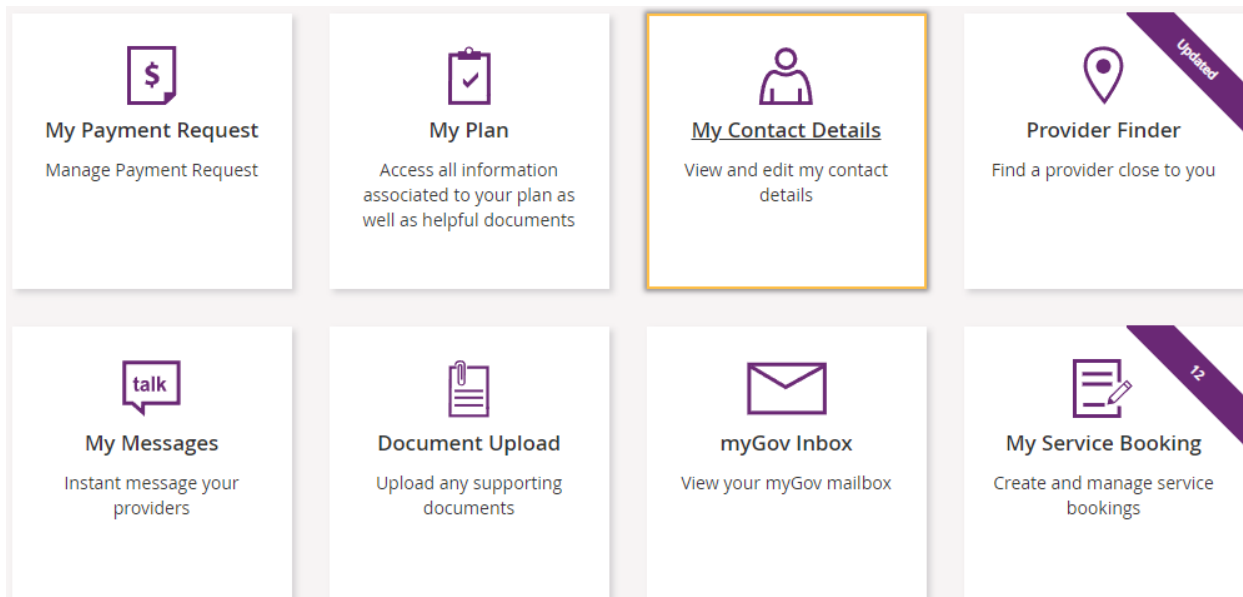 $
My Payment Request
Manage Payment Request
My Plan
Access all information
associated to your plan as
well as helpful documents
My Contact Details
View and edit my contact
details
Updated
Provider Finder
Find a provider close to you
talk
My Messages
Instant message your
providers
Document Upload
Upload any supporting
documents
myGov Inbox
View your myGov mailbox
12
My Service Booking
Create and manage service
bookings